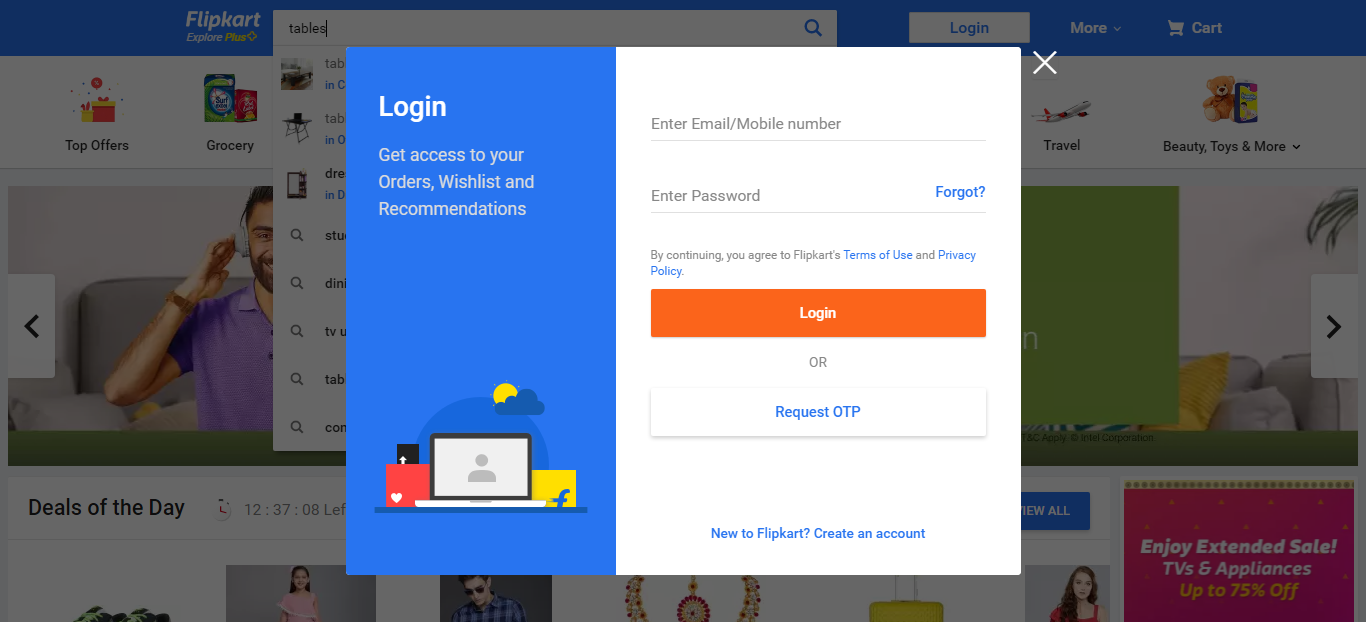 Flipkart
Explore Plus
tables
Login
More
Cart
tab
in C
tab
in O
dre
in D
stu
dini
tv u
tab
con
Top Offers
Grocery
Travel
Beauty, Toys & More
Login
Get access to your
Orders, Wishlist and
Recommendations
Enter Email/Mobile number
Enter Password
Forgot?
By continuing, you agree to Flipkart's Terms of Use and Privacy
Policy.
Login
OR
Request OTP
New to Flipkart? Create an account
n
T&C Apply. © Intel Corporation.
Deals of the Day
12 : 37 : 08 Lef
IEW ALL
Enjoy Extended Sale!
TVs & Appliances
Up to 75% Off